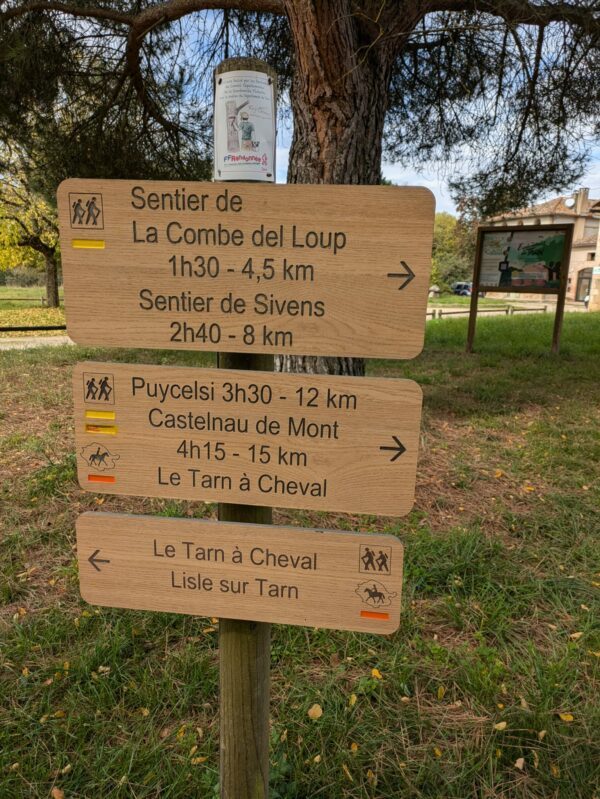 FFRandonnée
Sentier de
La Combe del Loup
1h30 - 4,5 km
Sentier de Sivens
2h40 - 8 km
Puycelsi 3h30 - 12 km
Castelnau de Mont
4h15 - 15 km
Le Tarn à Cheval
Le Tarn à Cheval
Lisle sur Tarn